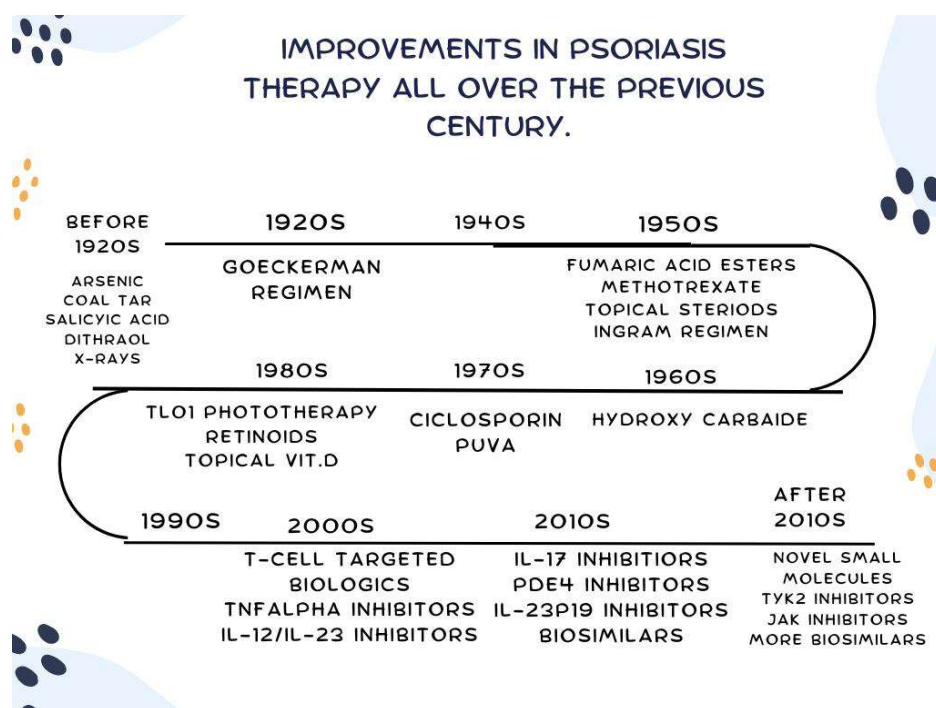 IMPROVEMENTS IN PSORIASIS
THERAPY ALL OVER THE PREVIOUS
CENTURY.
BEFORE
1920S
ARSENIC
COAL TAR
SALICYIC ACID
DITHRAOL
X-RAYS
1920S
GOECKERMAN
REGIMEN
1940S
1950S
FUMARIC ACID ESTERS
METHOTREXATE
TOPICAL STERIODS
INGRAM REGIMEN
1960S
HYDROXY CARBAIDE
1970S
CICLOSPORIN
PUVA
1980S
TL01 PHOTOTHERAPY
RETINOIDS
TOPICAL VIT.D
1990S
2000S
T-CELL TARGETED
BIOLOGICS
TNFALPHA INHIBITORS
IL-12/IL-23 INHIBITORS
2010S
IL-17 INHIBITIORS
PDE4 INHIBITORS
IL-23P19 INHIBITORS
BIOSIMILARS
AFTER
2010S
NOVEL SMALL
MOLECULES
TYK2 INHIBITORS
JAK INHIBITORS
MORE BIOSIMILARS